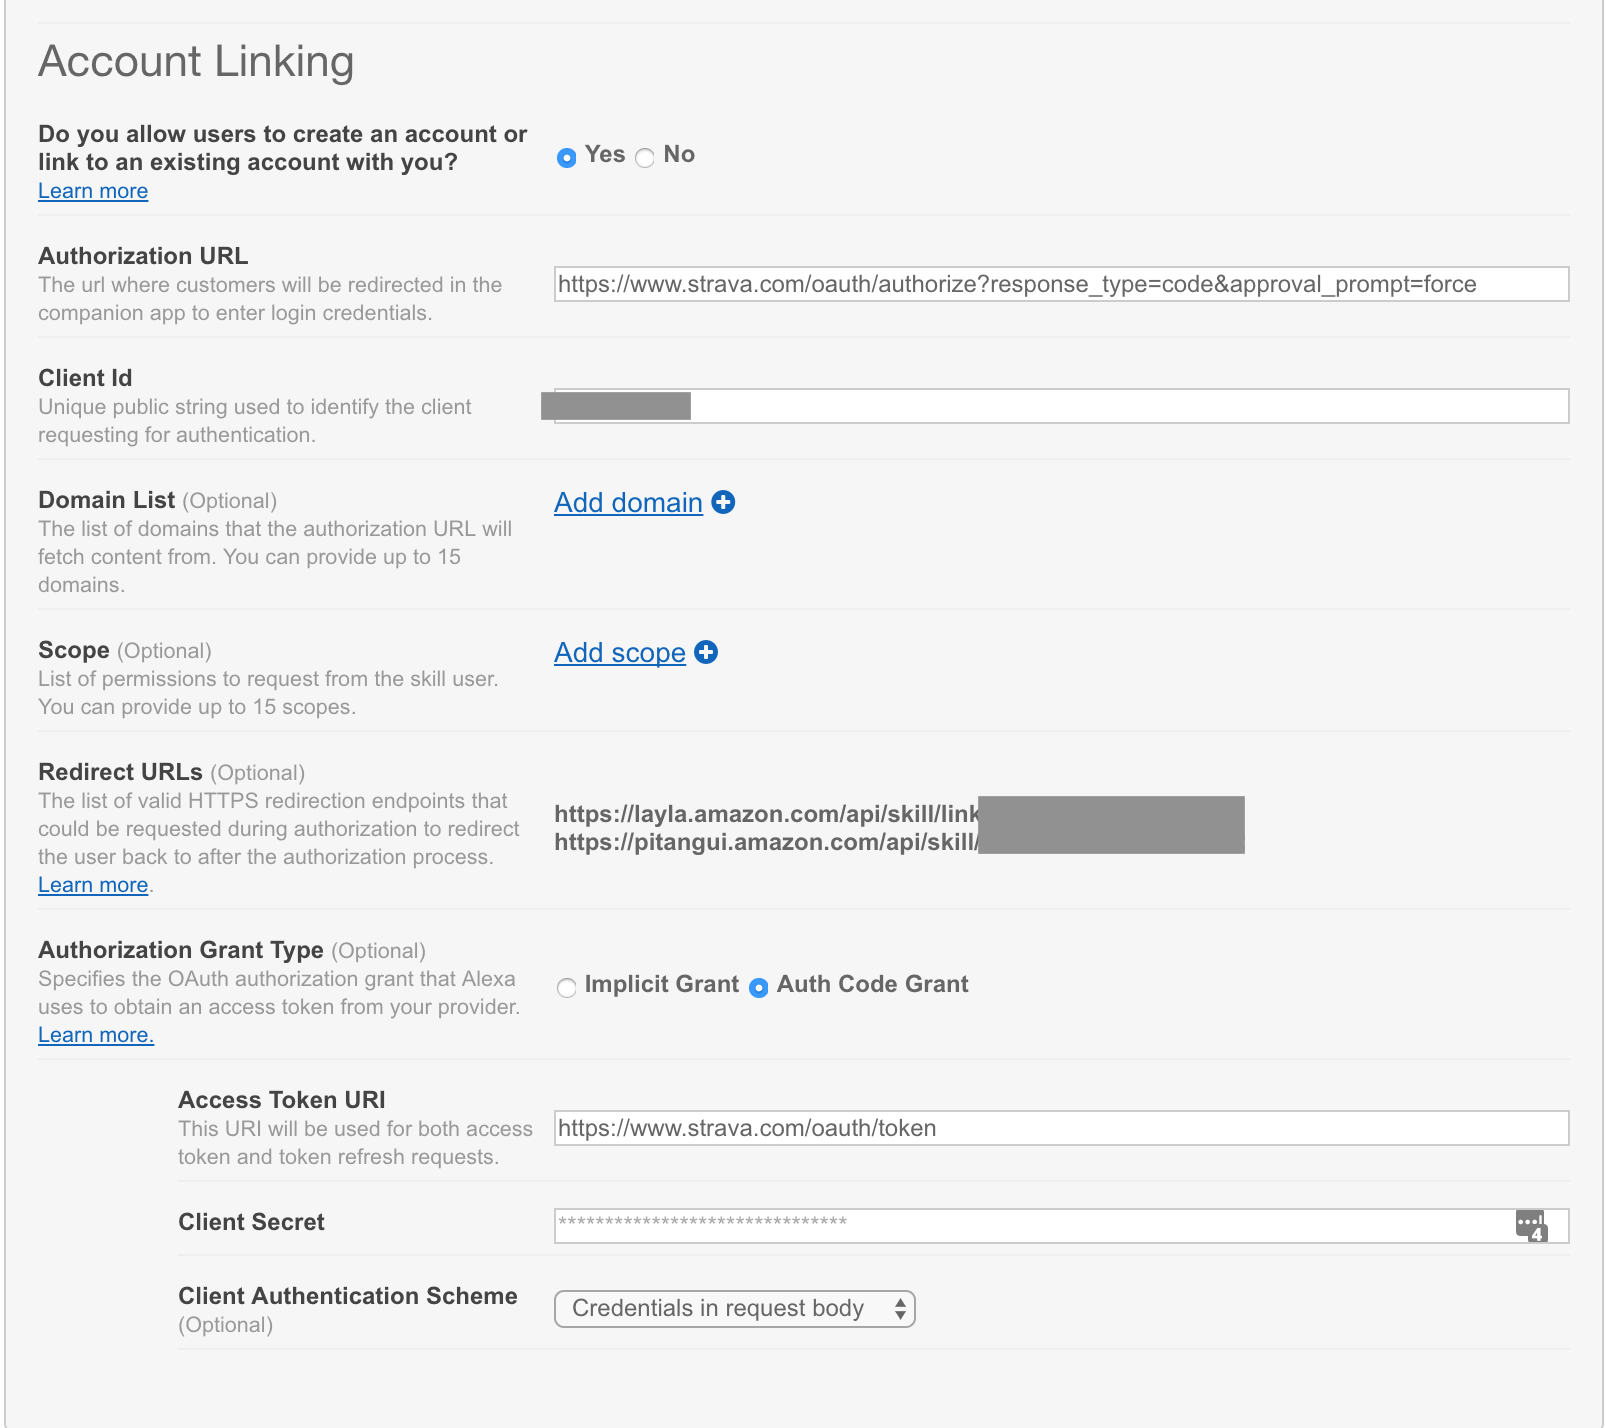 Account Linking
Do you allow users to create an account or
link to an existing account with you?
Learn more
Yes No
Authorization URL
The url where customers will be redirected in the
companion app to enter login credentials.
https://www.strava.com/oauth/authorize?response_type=code&approval_prompt=force
Client Id
Unique public string used to identify the client
requesting for authentication.
Domain List (Optional)
The list of domains that the authorization URL will
fetch content from. You can provide up to 15
domains.
Add domain
Scope (Optional)
List of permissions to request from the skill user.
You can provide up to 15 scopes.
Add scope
Redirect URLs (Optional)
The list of valid HTTPS redirection endpoints that
could be requested during authorization to redirect
the user back to after the authorization process.
Learn more.
https://layla.amazon.com/api/skill/link
https://pitangui.amazon.com/api/skill/
Authorization Grant Type (Optional)
Specifies the OAuth authorization grant that Alexa
uses to obtain an access token from your provider.
Learn more.
Implicit Grant Auth Code Grant
Access Token URI
This URI will be used for both access
token and token refresh requests.
https://www.strava.com/oauth/token
Client Secret
*******************************
4
Client Authentication Scheme
(Optional)
Credentials in request body